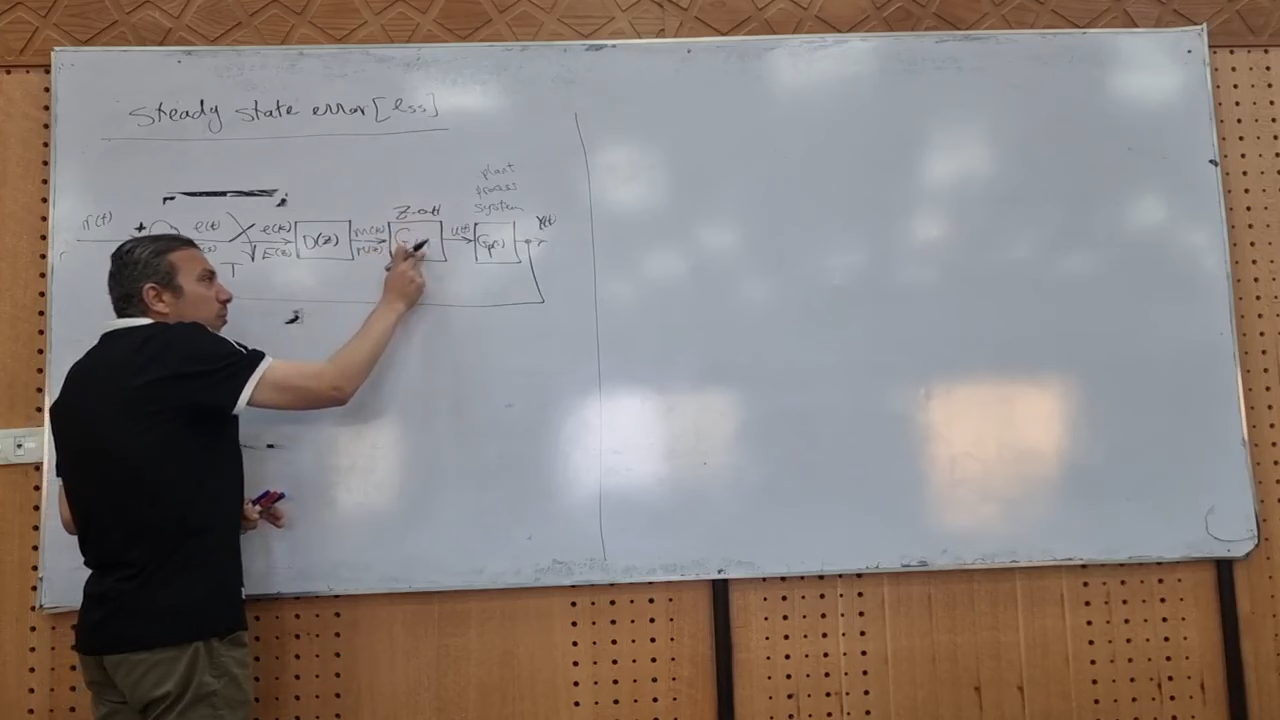 Steady state error [ess]
plant
process
system
r(t)
+
e(t)
e(k)
E(z)
T
D(z)
m(k)
M(z)
z-o-H
G
u(t)
Gp(s)
y(t)